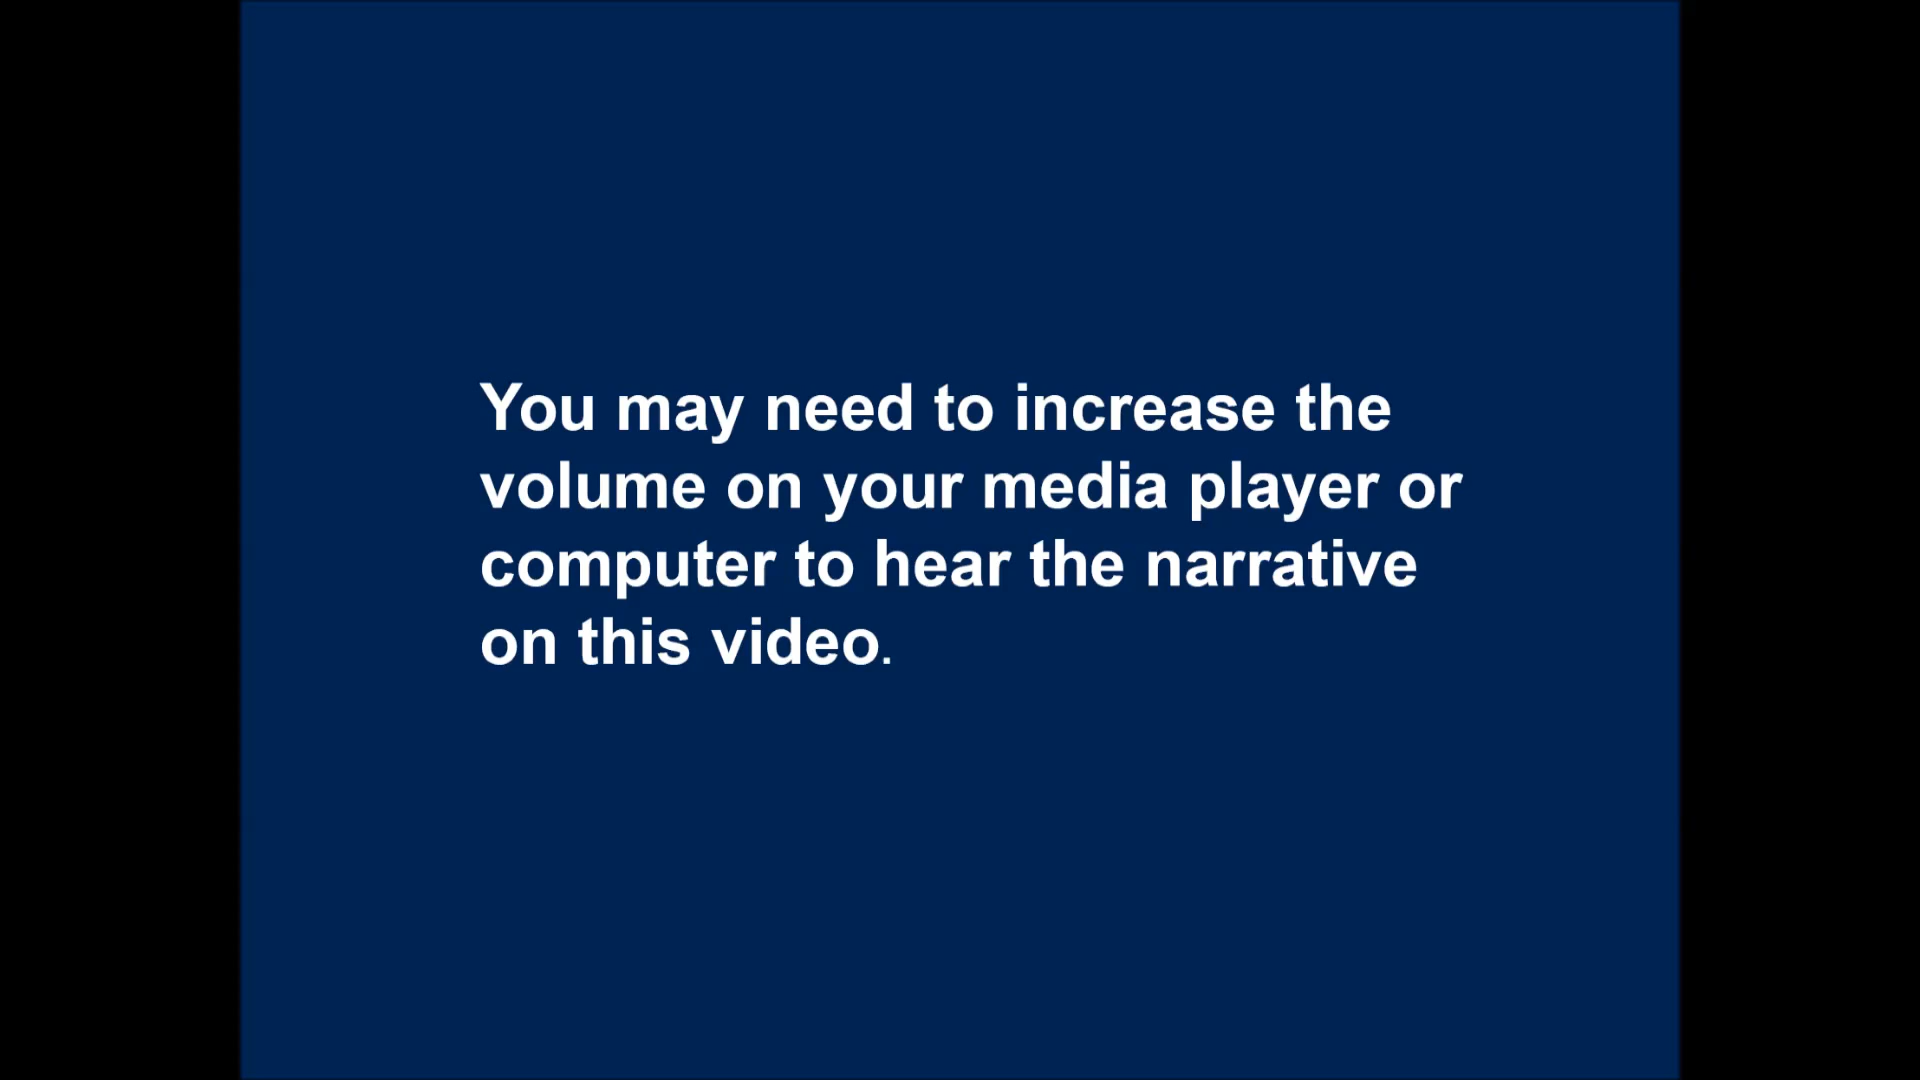 You may need to increase the
volume on your media player or
computer to hear the narrative
on this video.